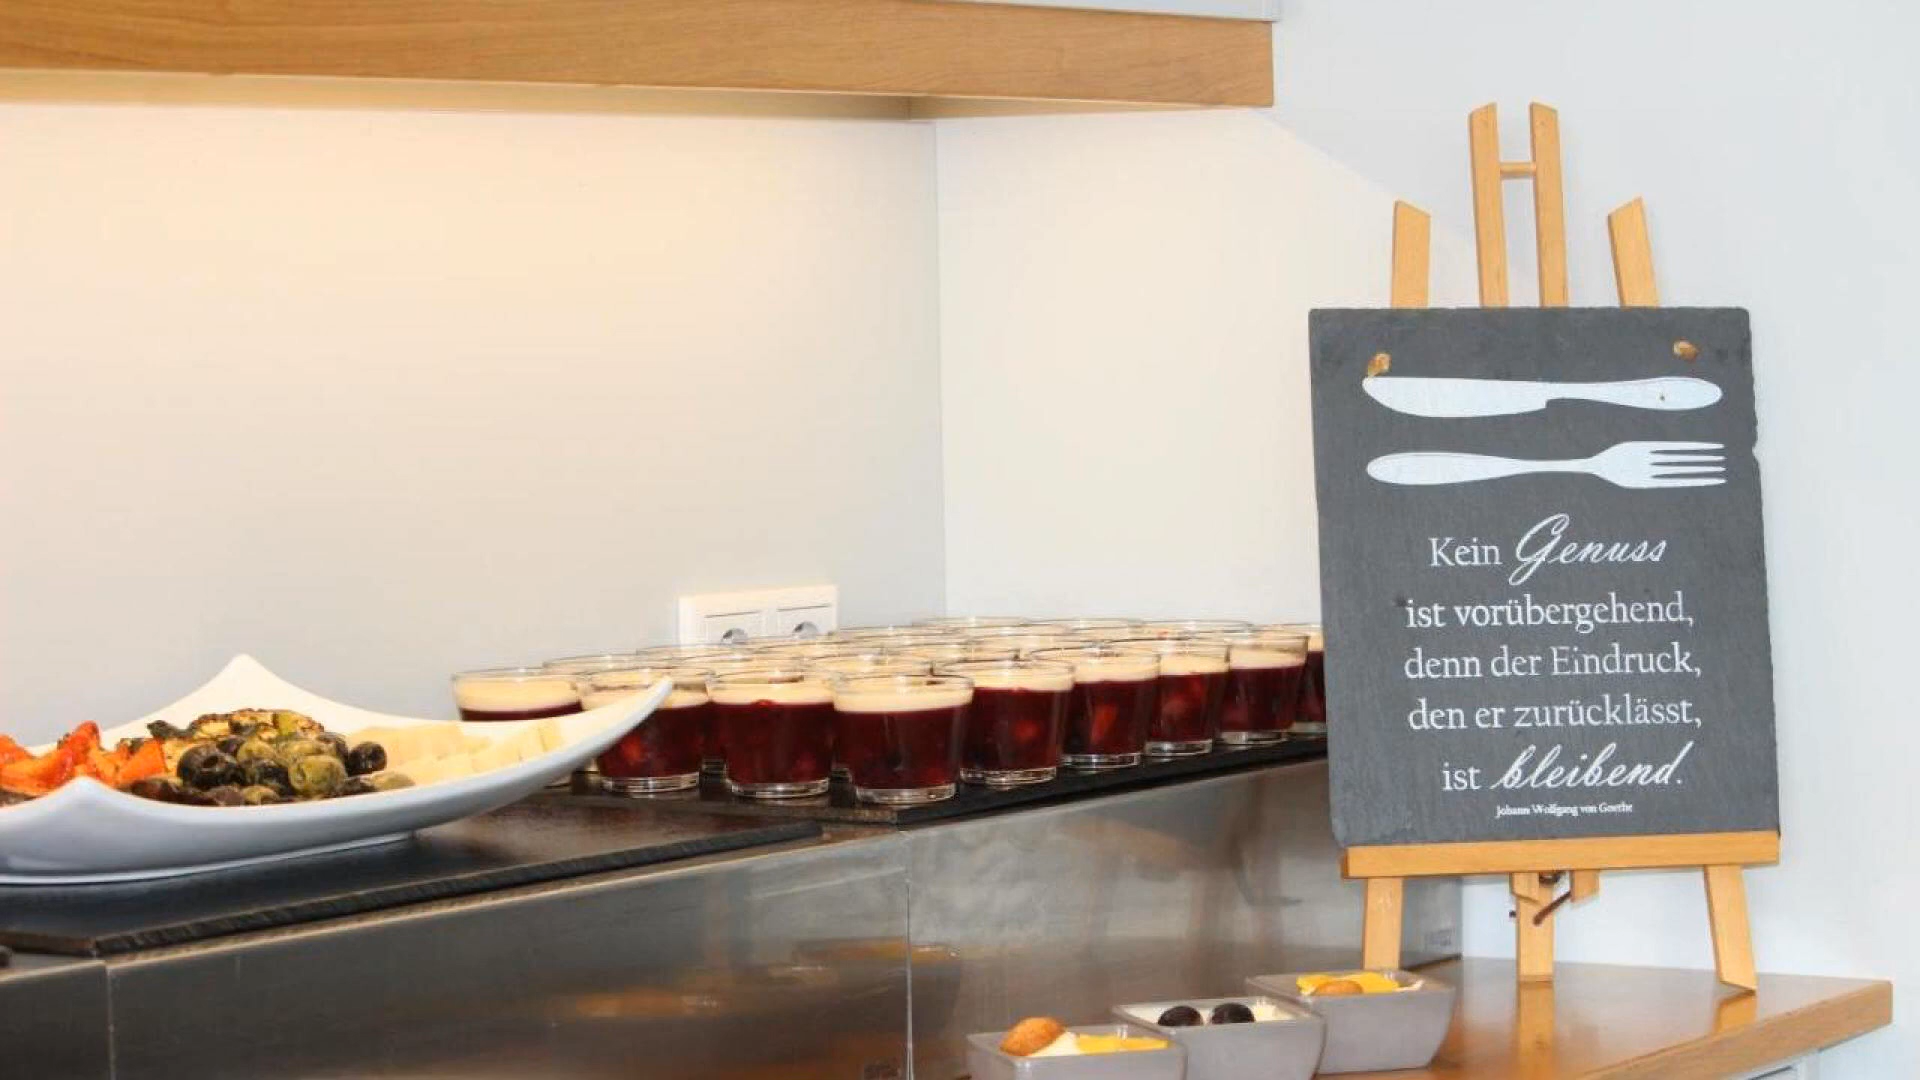 Kein Genuss
ist vorübergehend,
denn der Eindruck,
den er zurücklässt,
ist bleibend.
Johann Wolfgang von Goethe